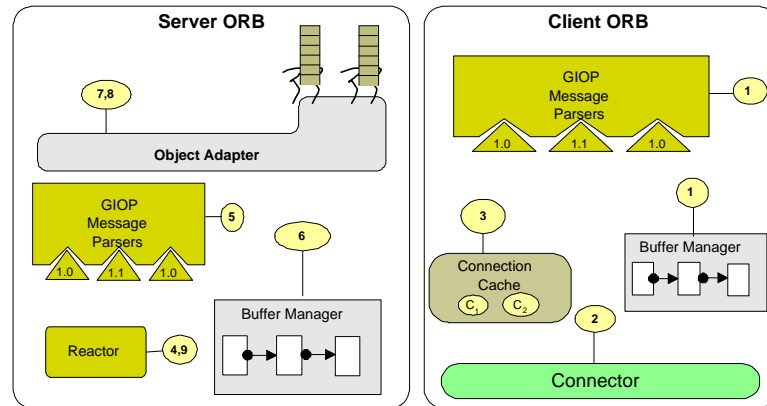 Server ORB
7,8
Object Adapter
GIOP
Message
Parsers
1.0 1.1 1.0
5
6
Buffer Manager
Reactor
4,9
Client ORB
GIOP
Message
Parsers
1.0 1.1 1.0
1
3
Connection
Cache
C1 C2
1
Buffer Manager
2
Connector